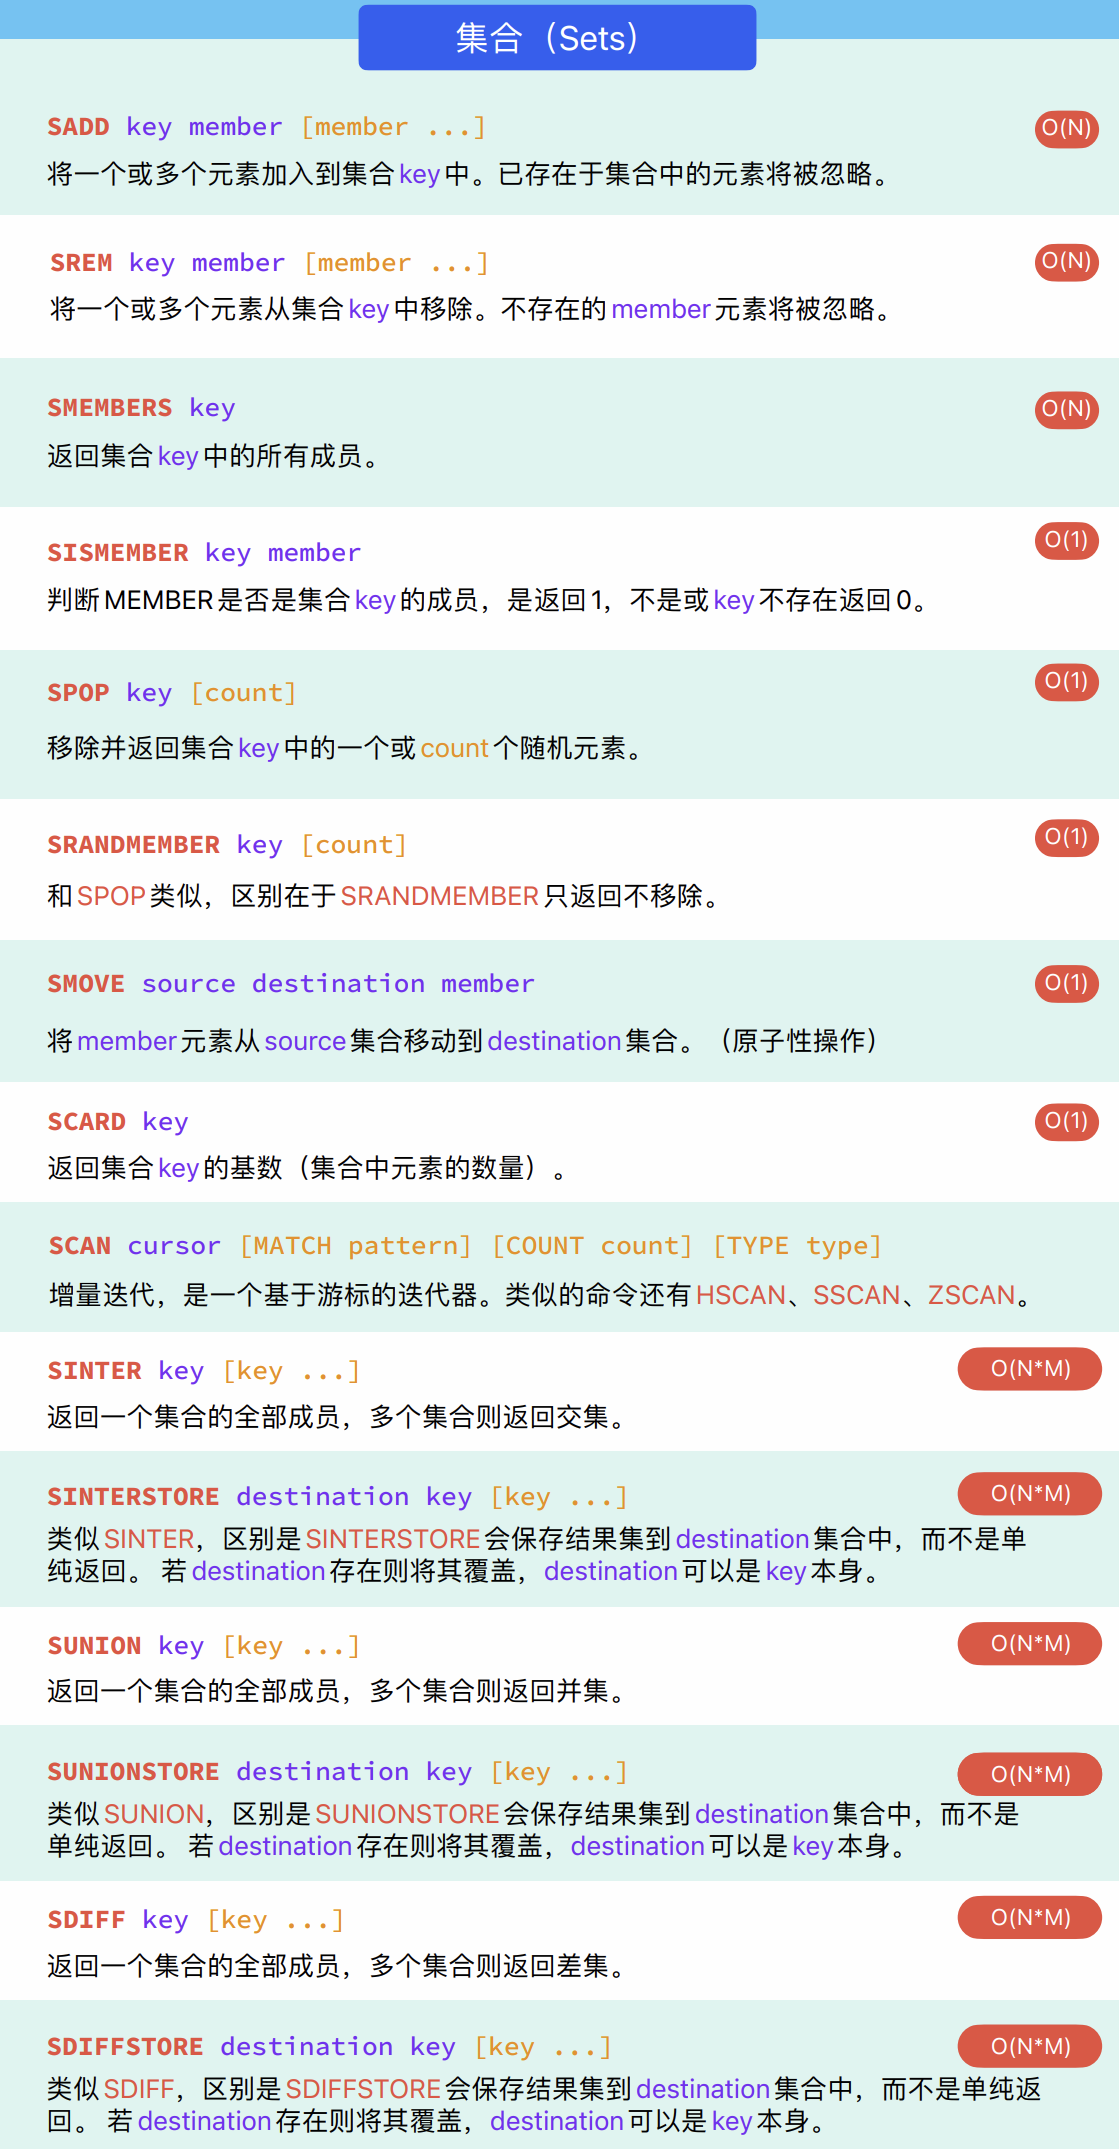 集合（Sets）
SADD key member [member ...]
O(N)
将一个或多个元素加入到集合key中。已存在于集合中的元素将被忽略。
SREM key member [member ...]
O(N)
将一个或多个元素从集合key中移除。不存在的member元素将被忽略。
SMEMBERS key
O(N)
返回集合key中的所有成员。
SISMEMBER key member
O(1)
判断MEMBER是否是集合key的成员，是返回1，不是或key不存在返回0。
SPOP key [count]
O(1)
移除并返回集合key中的一个或count个随机元素。
SRANDMEMBER key [count]
O(1)
和SPOP类似，区别在于SRANDMEMBER只返回不移除。
SMOVE source destination member
O(1)
将member元素从source集合移动到destination集合。（原子性操作）
SCARD key
O(1)
返回集合key的基数（集合中元素的数量）。
SCAN cursor [MATCH pattern] [COUNT count] [TYPE type]
增量迭代，是一个基于游标的迭代器。类似的命令还有HSCAN、SSCAN、ZSCAN。
SINTER key [key ...]
O(N*M)
返回一个集合的全部成员，多个集合则返回交集。
SINTERSTORE destination key [key ...]
O(N*M)
类似SINTER，区别是SINTERSTORE会保存结果集到destination集合中，而不是单
纯返回。 若destination存在则将其覆盖，destination可以是key本身。
SUNION key [key ...]
O(N*M)
返回一个集合的全部成员，多个集合则返回并集。
SUNIONSTORE destination key [key ...]
O(N*M)
类似SUNION，区别是SUNIONSTORE会保存结果集到destination集合中，而不是
单纯返回。 若destination存在则将其覆盖，destination可以是key本身。
SDIFF key [key ...]
O(N*M)
返回一个集合的全部成员，多个集合则返回差集。
SDIFFSTORE destination key [key ...]
O(N*M)
类似SDIFF，区别是SDIFFSTORE会保存结果集到destination集合中，而不是单纯返
回。 若destination存在则将其覆盖，destination可以是key本身。